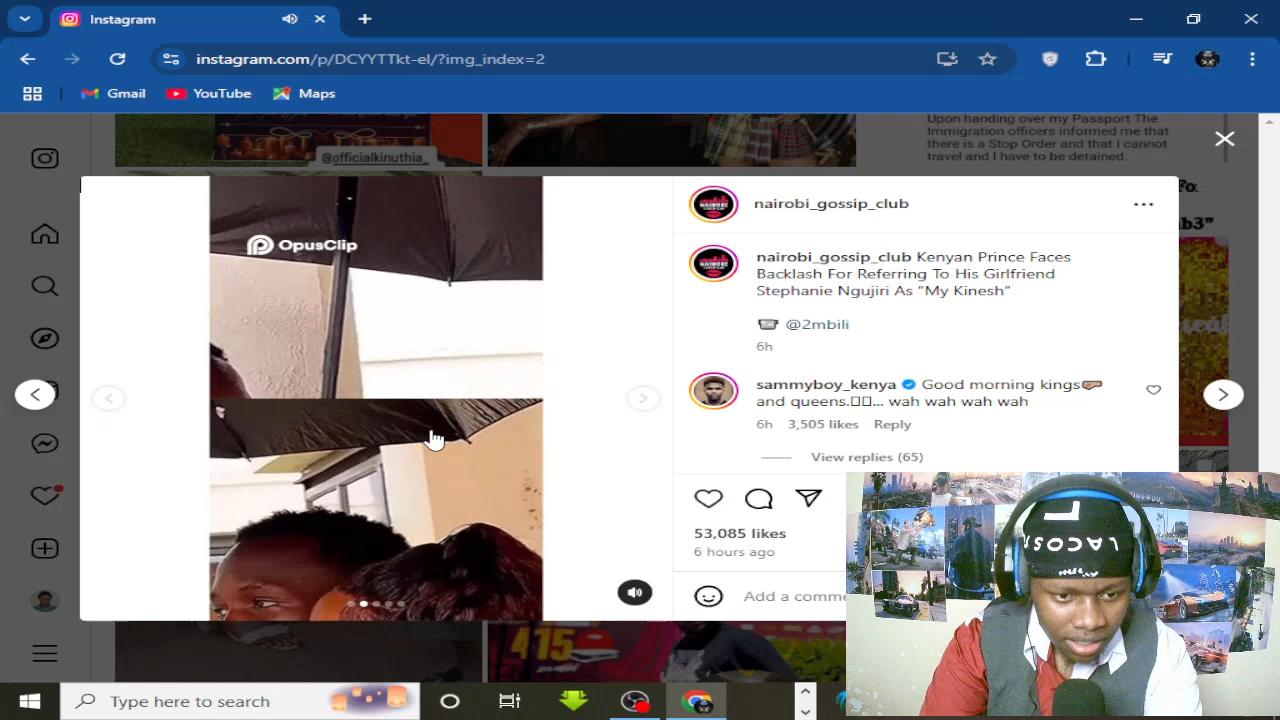 Instagram
instagram.com/p/DCYYTTkt-el/?img_index=2
Gmail
YouTube
Maps
@officialkinuthia_
Upon handing over my Passport The
Immigration officers informed me that
there is a Stop Order and that I cannot
travel and I have to be detained.
OpusClip
nairobi_gossip_club
nairobi_gossip_club Kenyan Prince Faces
Backlash For Referring To His Girlfriend
Stephanie Ngujiri As “My Kinesh”
@2mbili
6h
sammyboy_kenya Good morning kings
and queens.... wah wah wah wah
6h 3,505 likes Reply
View replies (65)
53,085 likes
6 hours ago
Add a comme
415
LACOS
Type here to search